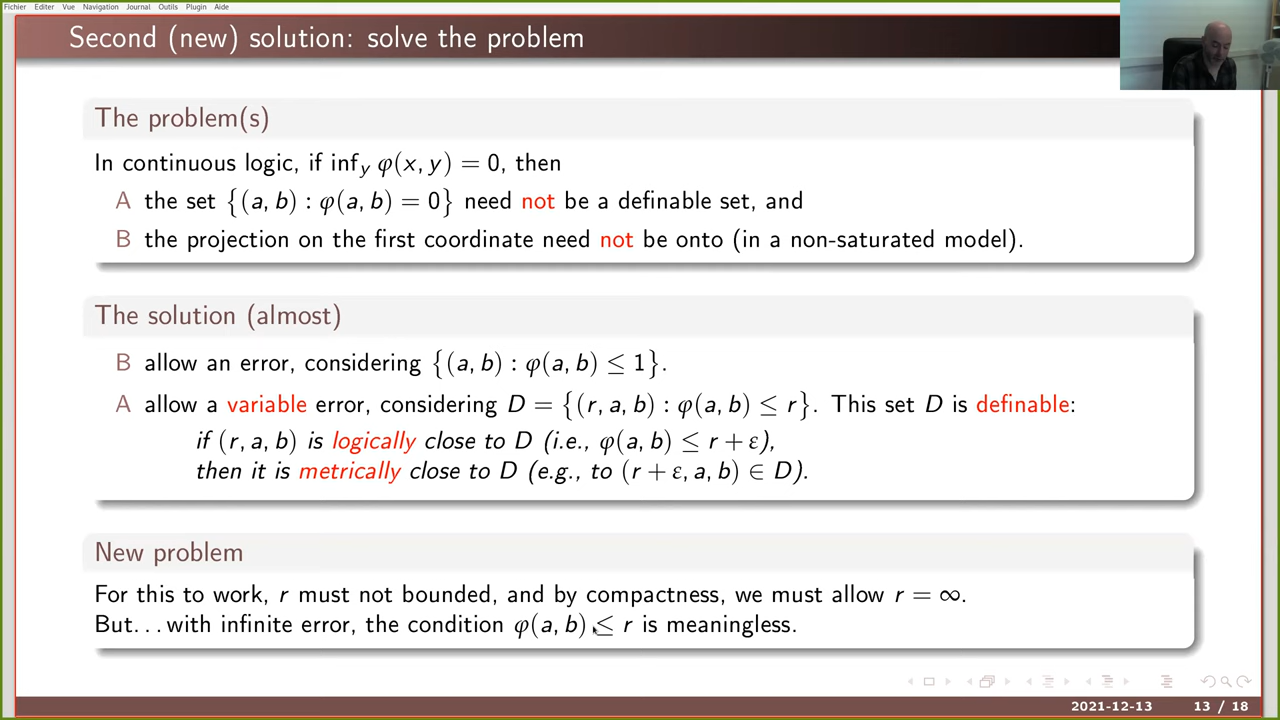 Fichier Editer Vue Navigation Journal Outils Plugin Aide
Second (new) solution: solve the problem
The problem(s)
In continuous logic, if inf_y φ(x, y) = 0, then
A the set {(a, b) : φ(a, b) = 0} need not be a definable set, and
B the projection on the first coordinate need not be onto (in a non-saturated model).
The solution (almost)
B allow an error, considering {(a, b) : φ(a, b) ≤ 1}.
A allow a variable error, considering D = {(r, a, b) : φ(a, b) ≤ r}. This set D is definable:
if (r, a, b) is logically close to D (i.e., φ(a, b) ≤ r + ε),
then it is metrically close to D (e.g., to (r + ε, a, b) ∈ D).
New problem
For this to work, r must not bounded, and by compactness, we must allow r = ∞.
But... with infinite error, the condition φ(a, b) ≤ r is meaningless.
2021-12-13 13 / 18